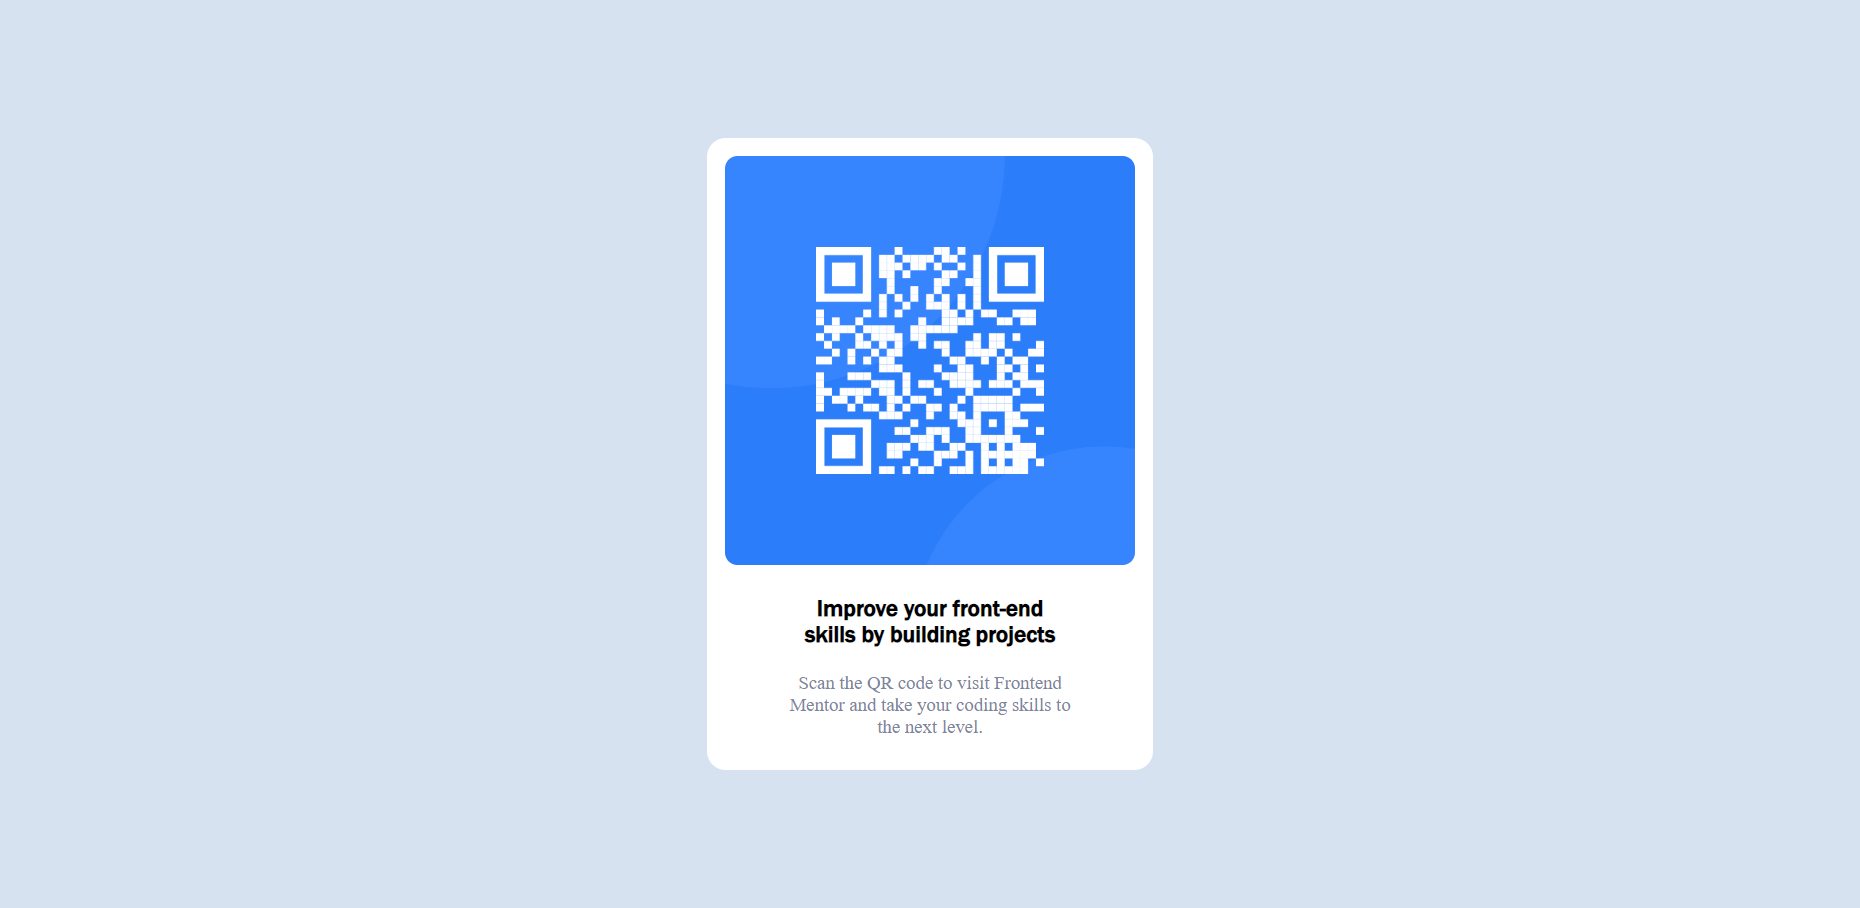 Improve your front-end
skills by building projects
Scan the QR code to visit Frontend
Mentor and take your coding skills to
the next level.